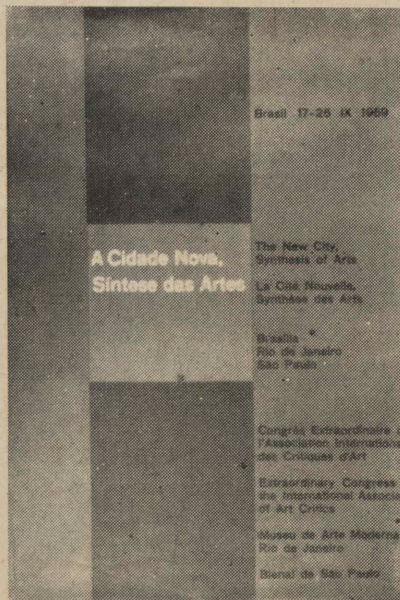 Brasil 17-25 IX 1959
A Cidade Nova,
Síntese das Artes
The New City,
Synthesis of Arts
La Cité Nouvelle,
Synthèse des Arts
Brasília
Rio de Janeiro
São Paulo
Congrès Extraordinaire
l'Association Internationa
des Critiques d'Art
Extraordinary Congress
the International Associa
of Art Critics
Museu de Arte Moderna
Rio de Janeiro
Bienal de São Paulo